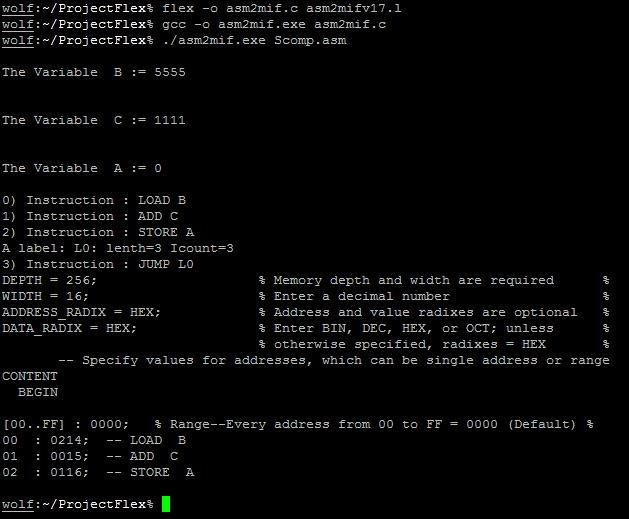 wolf:~/ProjectFlex% flex -o asm2mif.c asm2mifv17.l
wolf:~/ProjectFlex% gcc -o asm2mif.exe asm2mif.c
wolf:~/ProjectFlex% ./asm2mif.exe Scomp.asm
The Variable  B := 5555
The Variable  C := 1111
The Variable  A := 0
0) Instruction : LOAD B
1) Instruction : ADD C
2) Instruction : STORE A
A label: L0: lenth=3 Icount=3
3) Instruction : JUMP L0
DEPTH = 256;                    % Memory depth and width are required      %
WIDTH = 16;                     % Enter a decimal number                   %
ADDRESS_RADIX = HEX;            % Address and value radixes are optional   %
DATA_RADIX = HEX;               % Enter BIN, DEC, HEX, or OCT; unless      %
                                % otherwise specified, radixes = HEX       %
       -- Specify values for addresses, which can be single address or range
CONTENT
  BEGIN
[00..FF] : 0000;   % Range--Every address from 00 to FF = 0000 (Default) %
00  : 0214;  -- LOAD  B
01  : 0015;  -- ADD  C
02  : 0116;  -- STORE  A
wolf:~/ProjectFlex%